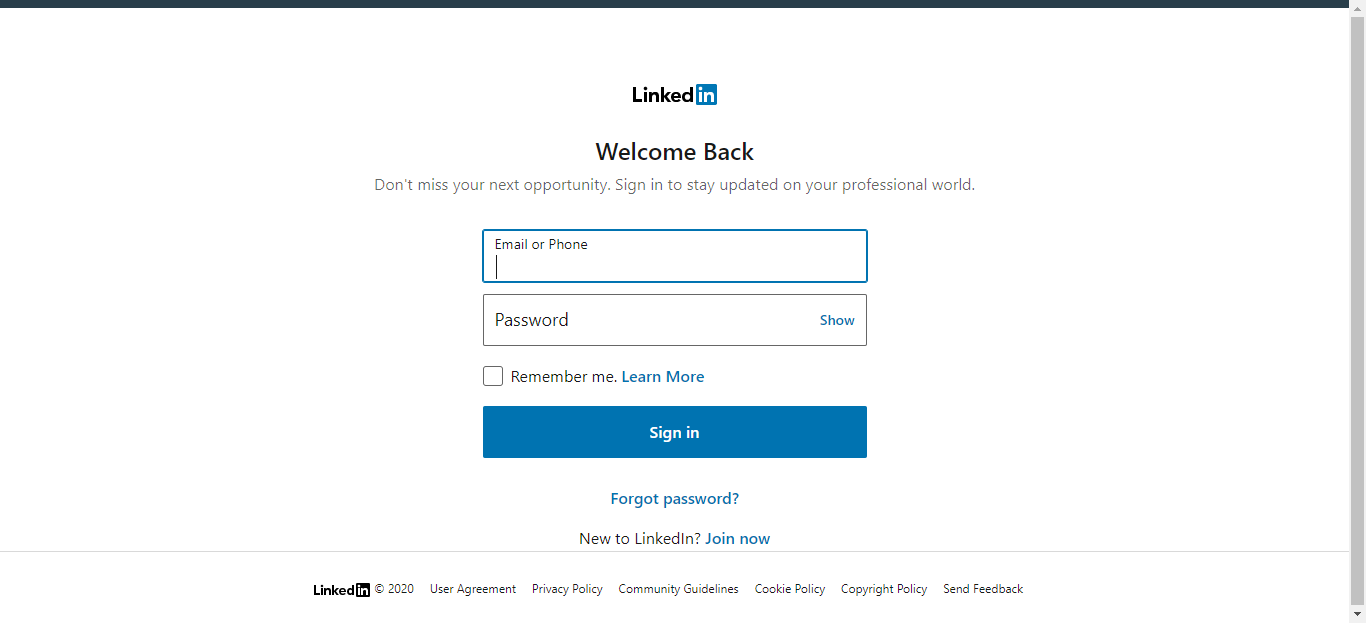 Linkedin
Welcome Back
Don't miss your next opportunity. Sign in to stay updated on your professional world.
Email or Phone
Password Show
Remember me. Learn More
Sign in
Forgot password?
New to LinkedIn? Join now
Linkedin © 2020 User Agreement Privacy Policy Community Guidelines Cookie Policy Copyright Policy Send Feedback